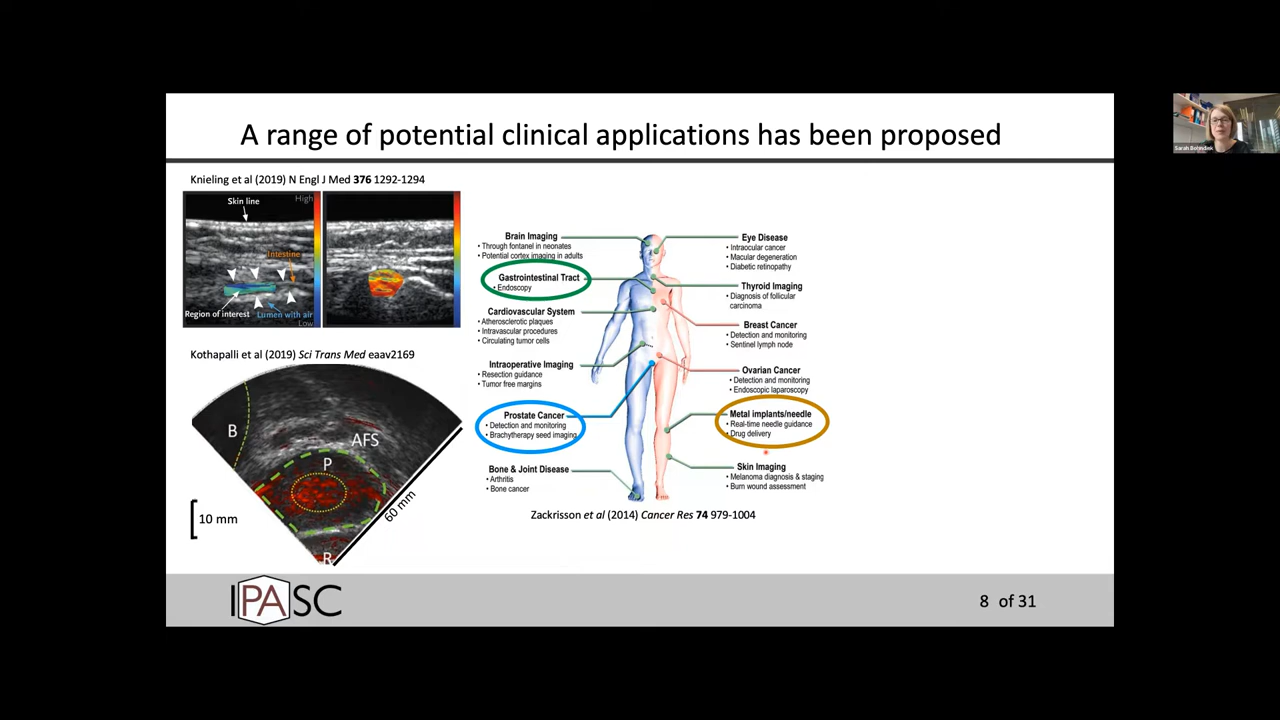 A range of potential clinical applications has been proposed
Knieling et al (2019) N Engl J Med 376 1292-1294
Skin line
High
Intestine
Region of interest
Lumen with air
Low
Kothapalli et al (2019) Sci Trans Med eaav2169
B
AFS
P
R
10 mm
60 mm
Brain Imaging
• Through fontanel in neonates
• Potential cortex imaging in adults
Gastrointestinal Tract
• Endoscopy
Cardiovascular System
• Atherosclerotic plaques
• Intravascular procedures
• Circulating tumor cells
Intraoperative Imaging
• Resection guidance
• Tumor free margins
Prostate Cancer
• Detection and monitoring
• Brachytherapy seed imaging
Bone & Joint Disease
• Arthritis
• Bone cancer
Eye Disease
• Intraocular cancer
• Macular degeneration
• Diabetic retinopathy
Thyroid Imaging
• Diagnosis of follicular
carcinoma
Breast Cancer
• Detection and monitoring
• Sentinel lymph node
Ovarian Cancer
• Detection and monitoring
• Endoscopic laparoscopy
Metal implants/needle
• Real-time needle guidance
• Drug delivery
Skin Imaging
• Melanoma diagnosis & staging
• Burn wound assessment
Zackrisson et al (2014) Cancer Res 74 979-1004
IPASC
8 of 31
Sarah Bohndiek